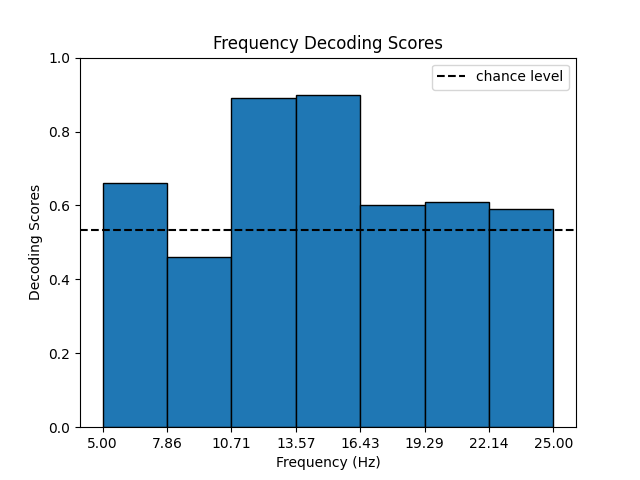 Frequency Decoding Scores
chance level
Decoding Scores
1.0
0.8
0.6
0.4
0.2
0.0
5.00 7.86 10.71 13.57 16.43 19.29 22.14 25.00
Frequency (Hz)